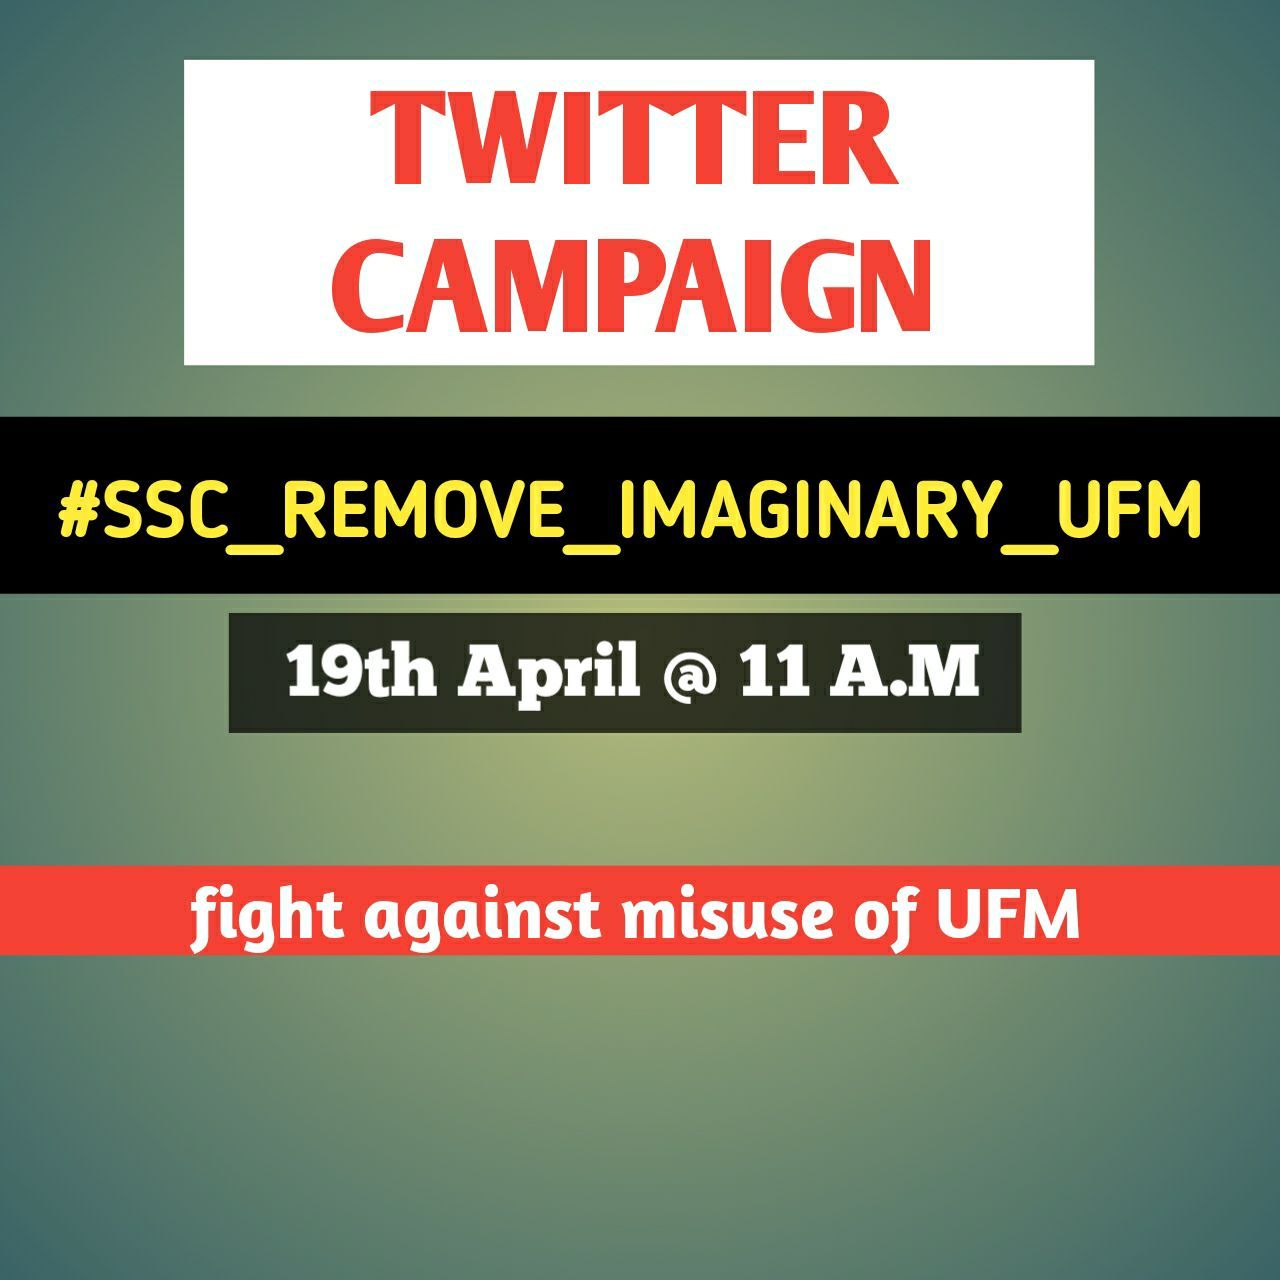 TWITTER
CAMPAIGN
#SSC_REMOVE_IMAGINARY_UFM
19th April @ 11 A.M
fight against misuse of UFM